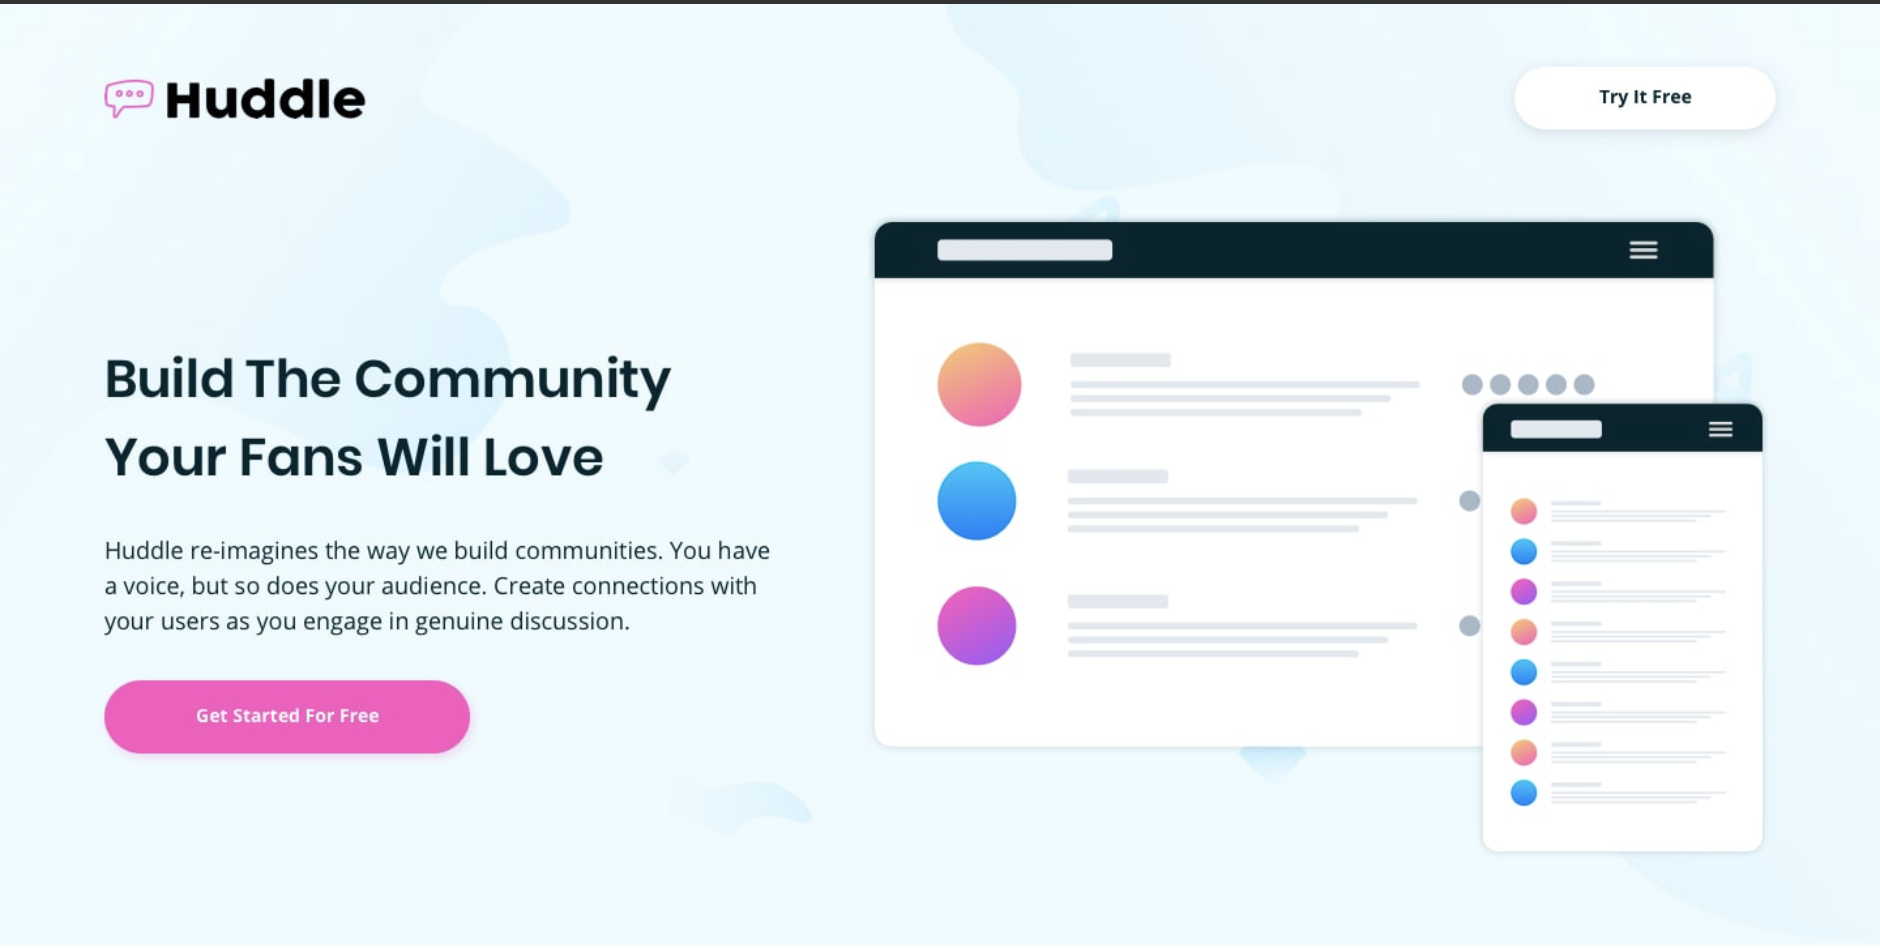 Huddle
Try It Free
Build The Community
Your Fans Will Love
Huddle re-imagines the way we build communities. You have
a voice, but so does your audience. Create connections with
your users as you engage in genuine discussion.
Get Started For Free